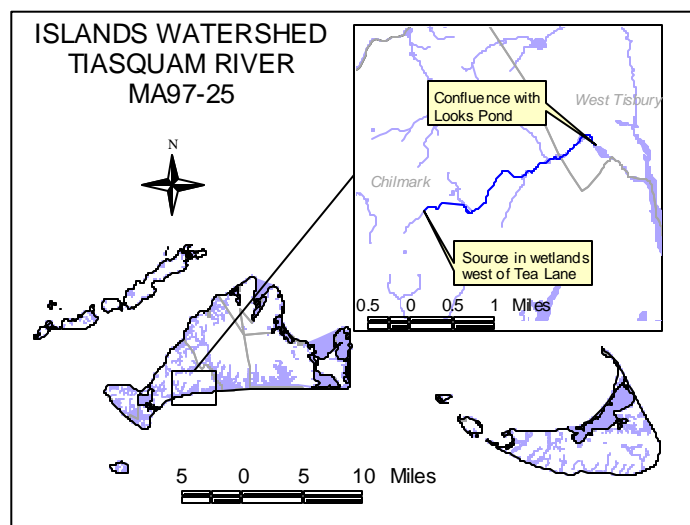 ISLANDS WATERSHED
TIASQUAM RIVER
MA97-25
N
Confluence with
Looks Pond
West Tisbury
Chilmark
Source in wetlands
west of Tea Lane
0.5 0 0.5 1 Miles
5 0 5 10 Miles